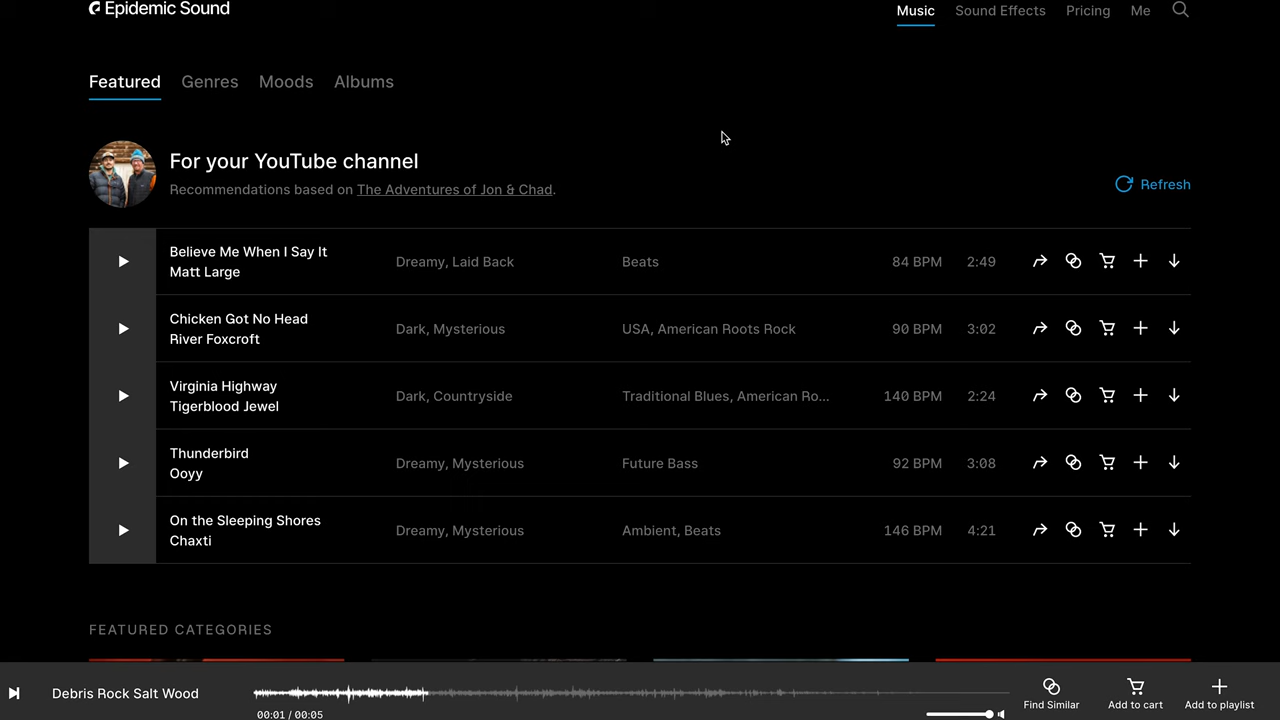 Epidemic Sound
Music Sound Effects Pricing Me
Featured Genres Moods Albums
For your YouTube channel
Recommendations based on The Adventures of Jon & Chad.
Refresh
Believe Me When I Say It
Matt Large
Dreamy, Laid Back
Beats
84 BPM
2:49
Chicken Got No Head
River Foxcroft
Dark, Mysterious
USA, American Roots Rock
90 BPM
3:02
Virginia Highway
Tigerblood Jewel
Dark, Countryside
Traditional Blues, American Ro...
140 BPM
2:24
Thunderbird
Ooyy
Dreamy, Mysterious
Future Bass
92 BPM
3:08
On the Sleeping Shores
Chaxti
Dreamy, Mysterious
Ambient, Beats
146 BPM
4:21
FEATURED CATEGORIES
Debris Rock Salt Wood
00:01 / 00:05
Find Similar
Add to cart
Add to playlist